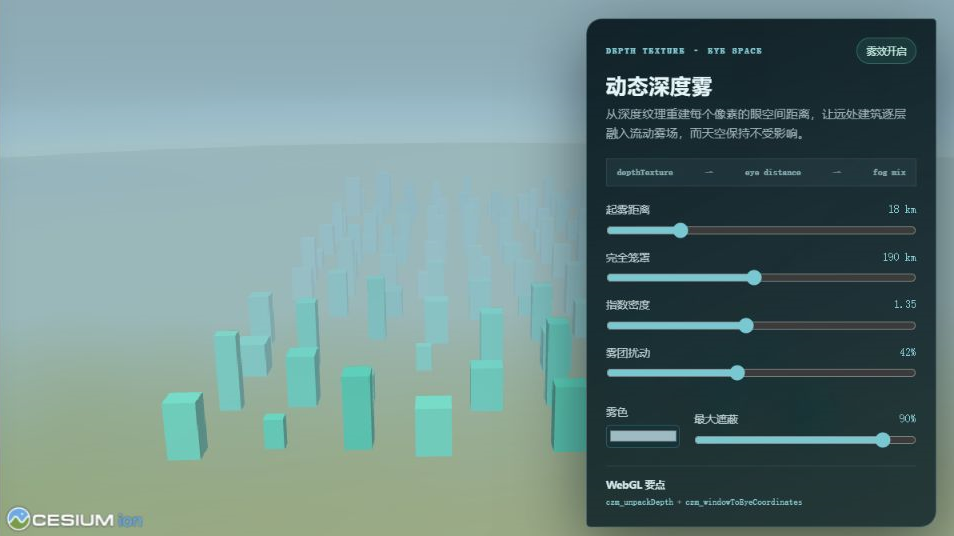 DEPTH TEXTURE - EYE SPACE
雾效开启
动态深度雾
从深度纹理重建每个像素的眼空间距离，让远处建筑逐层
融入流动雾场，而天空保持不受影响。
depthTexture → eye distance → fog mix
起雾距离 18 km
完全笼罩 190 km
指数密度 1.35
雾团扰动 42%
雾色
最大遮蔽 90%
WebGL 要点
czm_unpackDepth + czm_windowToEyeCoordinates
CESIUM ion